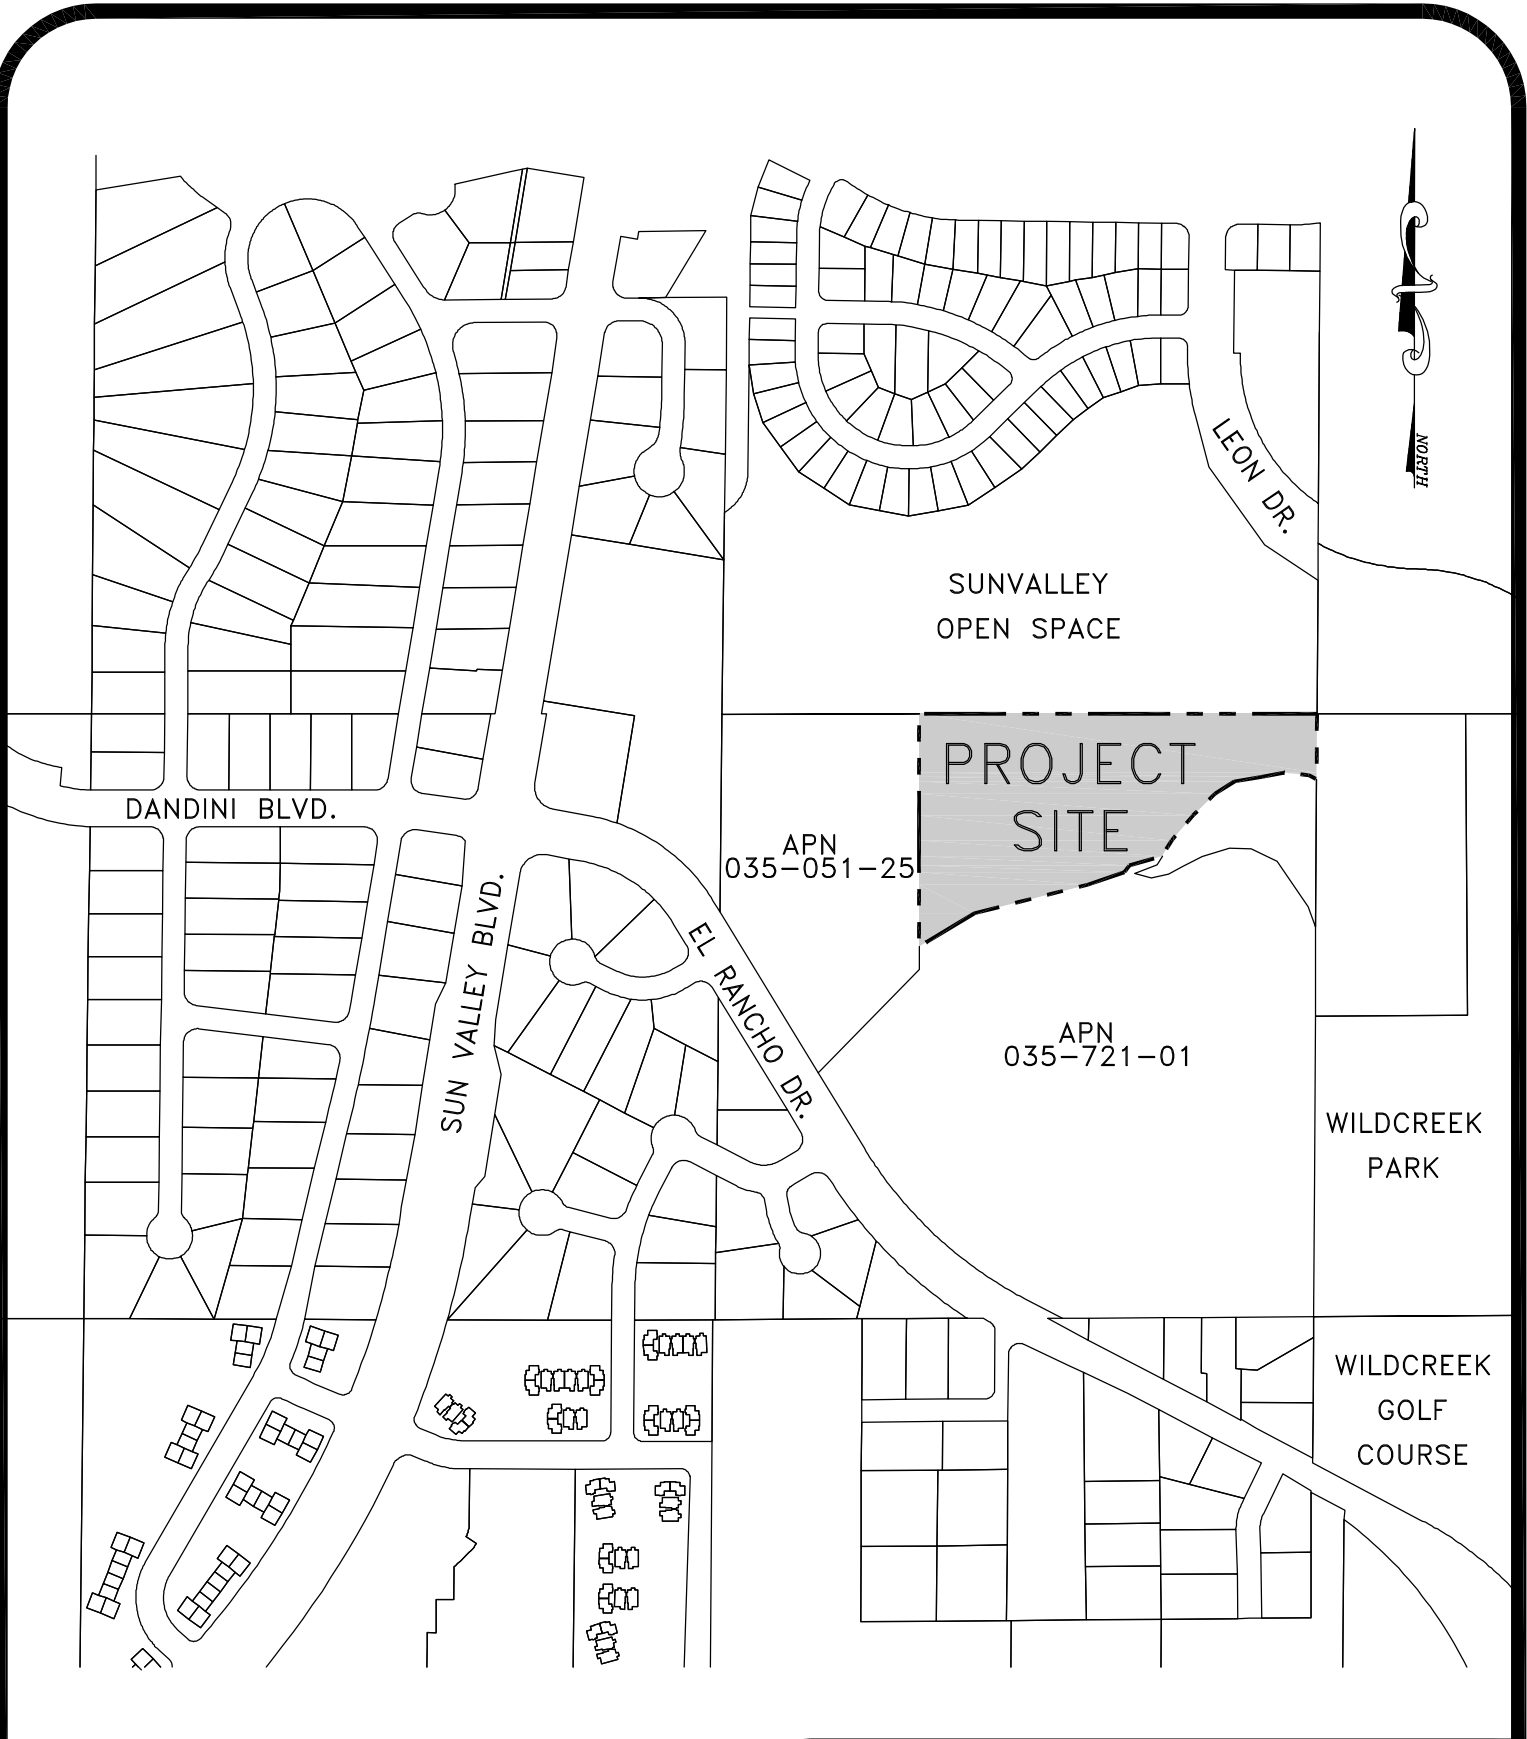 NORTH
LEON DR.
SUNVALLEY
OPEN SPACE
PROJECT
SITE
DANDINI BLVD.
APN
035-051-25
SUN VALLEY BLVD.
EL RANCHO DR.
APN
035-721-01
WILDCREEK
PARK
WILDCREEK
GOLF
COURSE